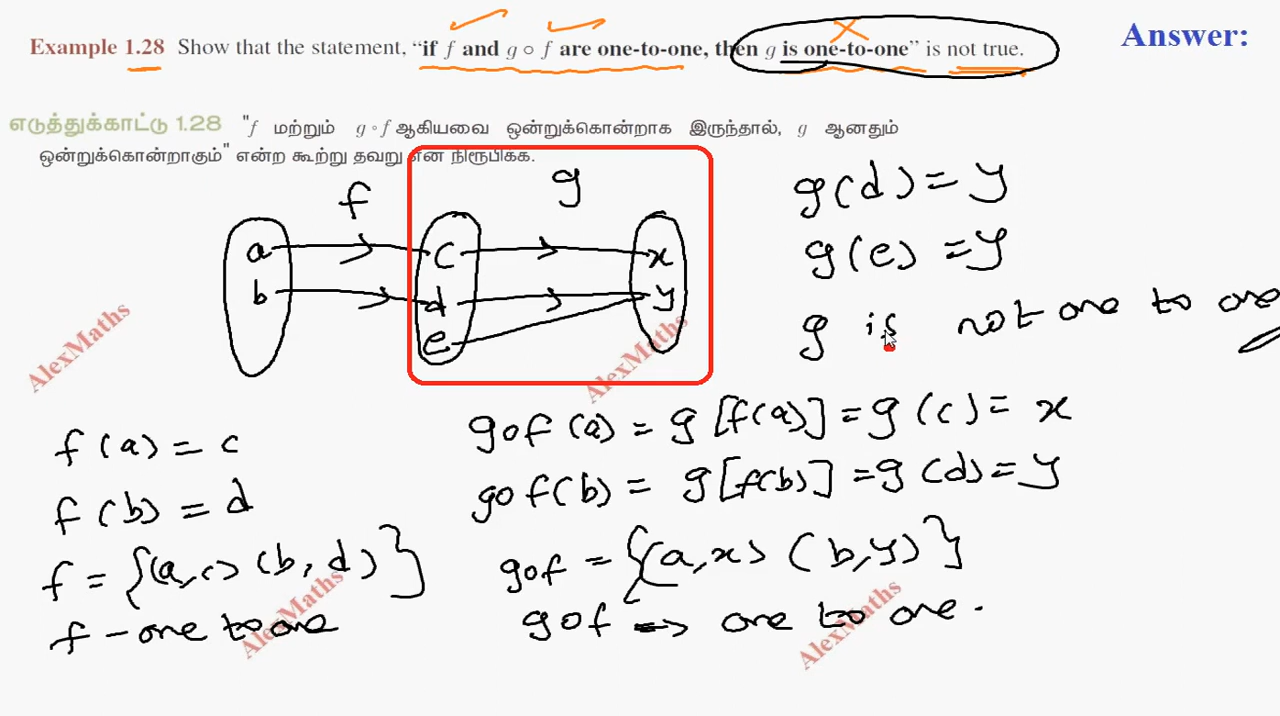 Example 1.28 Show that the statement, “if f and g ∘ f are one-to-one, then g is one-to-one” is not true.
Answer:
எடுத்துக்காட்டு 1.28 "f மற்றும் g ∘ f ஆகியவை ஒன்றுக்கொன்றாக இருந்தால், g ஆனதும்
ஒன்றுக்கொன்றாகும்" என்ற கூற்று தவறு என நிரூபிக்க.
f
g
a
b
c
d
e
x
y
g(d) = y
g(e) = y
g is not one to one
AlexMaths
AlexMaths
f(a) = c
f(b) = d
f = {(a,c) (b,d)}
f - one to one
AlexMaths
gof(a) = g[f(a)] = g(c) = x
gof(b) = g[f(b)] = g(d) = y
gof = {(a,x) (b,y)}
gof → one to one.
AlexMaths